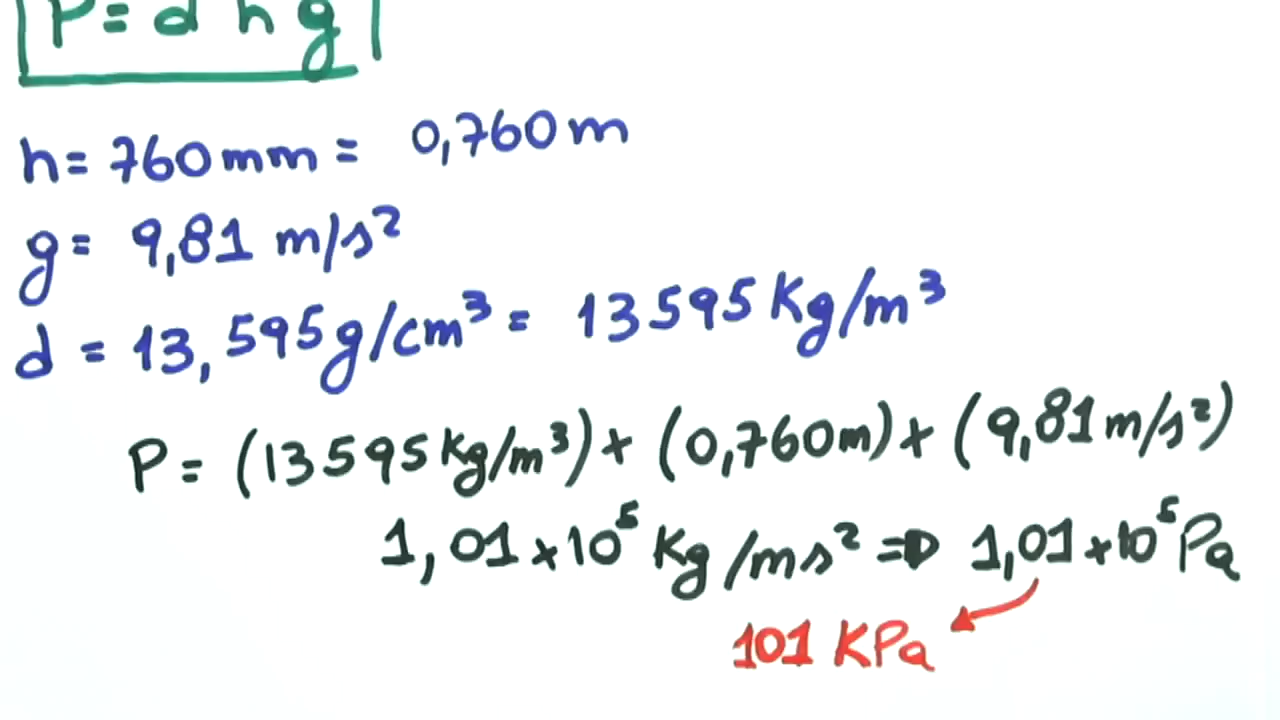 P = d h g
h = 760 mm = 0,760 m
g = 9,81 m/s²
d = 13,595 g/cm³ = 13595 Kg/m³
P = (13595 Kg/m³) × (0,760 m) × (9,81 m/s²)
1,01 × 10⁵ Kg/ms² ⇒ 1,01 × 10⁵ Pa
101 KPa